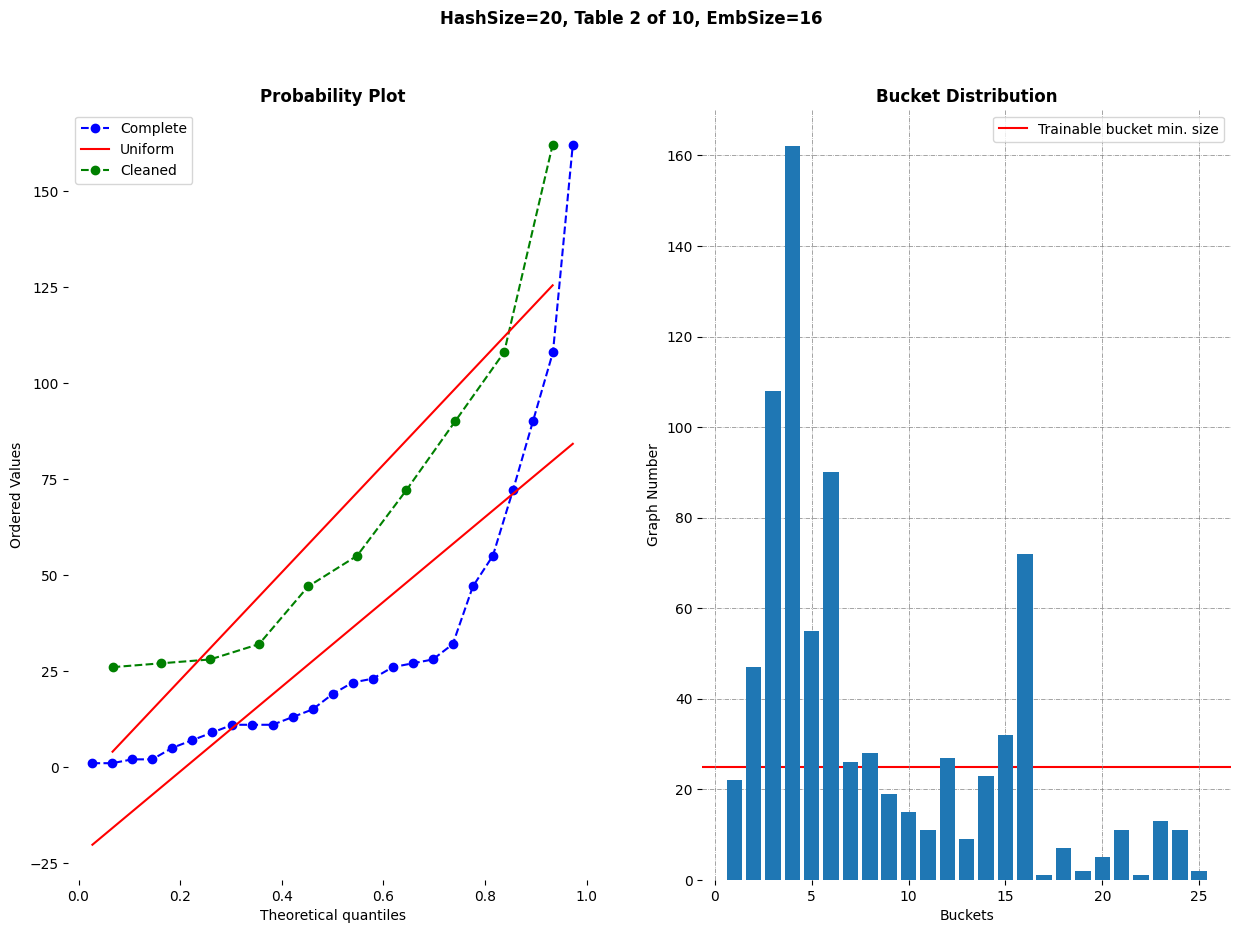 HashSize=20, Table 2 of 10, EmbSize=16
Probability Plot
Complete
Uniform
Cleaned
150
125
100
75
50
25
0
−25
Ordered Values
0.0 0.2 0.4 0.6 0.8 1.0
Theoretical quantiles
Bucket Distribution
Trainable bucket min. size
160
140
120
100
80
60
40
20
0
Graph Number
0 5 10 15 20 25
Buckets